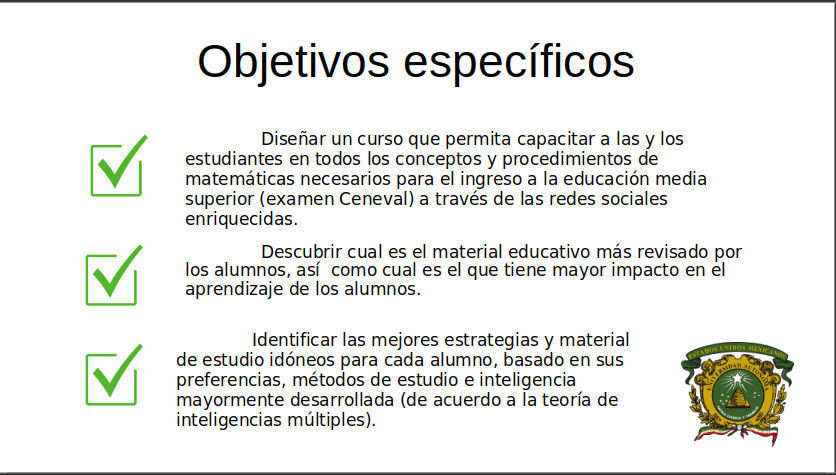 Objetivos específicos
Diseñar un curso que permita capacitar a las y los
estudiantes en todos los conceptos y procedimientos de
matemáticas necesarios para el ingreso a la educación media
superior (examen Ceneval) a través de las redes sociales
enriquecidas.
Descubrir cual es el material educativo más revisado por
los alumnos, así  como cual es el que tiene mayor impacto en el
aprendizaje de los alumnos.
Identificar las mejores estrategias y material
de estudio idóneos para cada alumno, basado en sus
preferencias, métodos de estudio e inteligencia
mayormente desarrollada (de acuerdo a la teoría de
inteligencias múltiples).
ESTADOS UNIDOS MEXICANOS
UNIVERSIDAD AUTONOMA